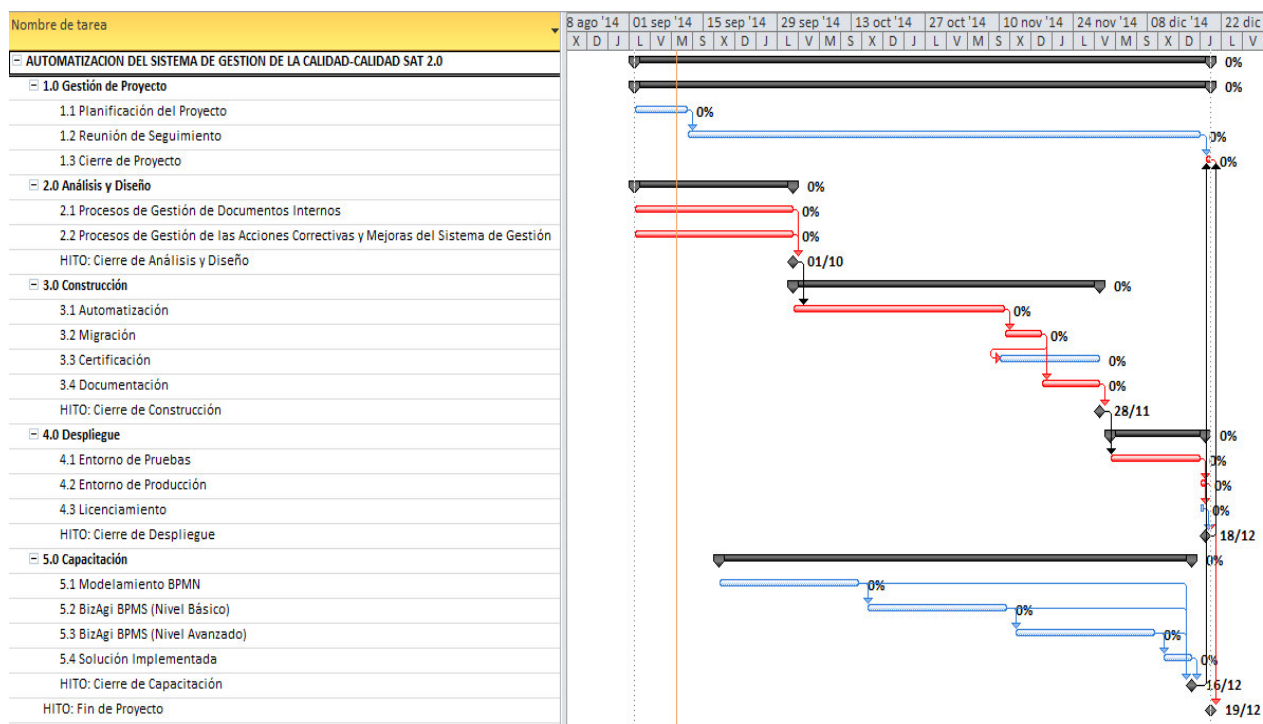 Nombre de tarea
8 ago '14 01 sep '14 15 sep '14 29 sep '14 13 oct '14 27 oct '14 10 nov '14 24 nov '14 08 dic '14 22 dic
X D J L V M S X D J L V M S X D J L V M S X D J L V M S X D J L V
AUTOMATIZACION DEL SISTEMA DE GESTION DE LA CALIDAD-CALIDAD SAT 2.0 0%
1.0 Gestión de Proyecto 0%
1.1 Planificación del Proyecto 0%
1.2 Reunión de Seguimiento 0%
1.3 Cierre de Proyecto 0%
2.0 Análisis y Diseño 0%
2.1 Procesos de Gestión de Documentos Internos 0%
2.2 Procesos de Gestión de las Acciones Correctivas y Mejoras del Sistema de Gestión 0%
HITO: Cierre de Análisis y Diseño 01/10
3.0 Construcción 0%
3.1 Automatización 0%
3.2 Migración 0%
3.3 Certificación 0%
3.4 Documentación 0%
HITO: Cierre de Construcción 28/11
4.0 Despliegue 0%
4.1 Entorno de Pruebas 0%
4.2 Entorno de Producción 0%
4.3 Licenciamiento 0%
HITO: Cierre de Despliegue 18/12
5.0 Capacitación 0%
5.1 Modelamiento BPMN 0%
5.2 BizAgi BPMS (Nivel Básico) 0%
5.3 BizAgi BPMS (Nivel Avanzado) 0%
5.4 Solución Implementada 0%
HITO: Cierre de Capacitación 16/12
HITO: Fin de Proyecto 19/12